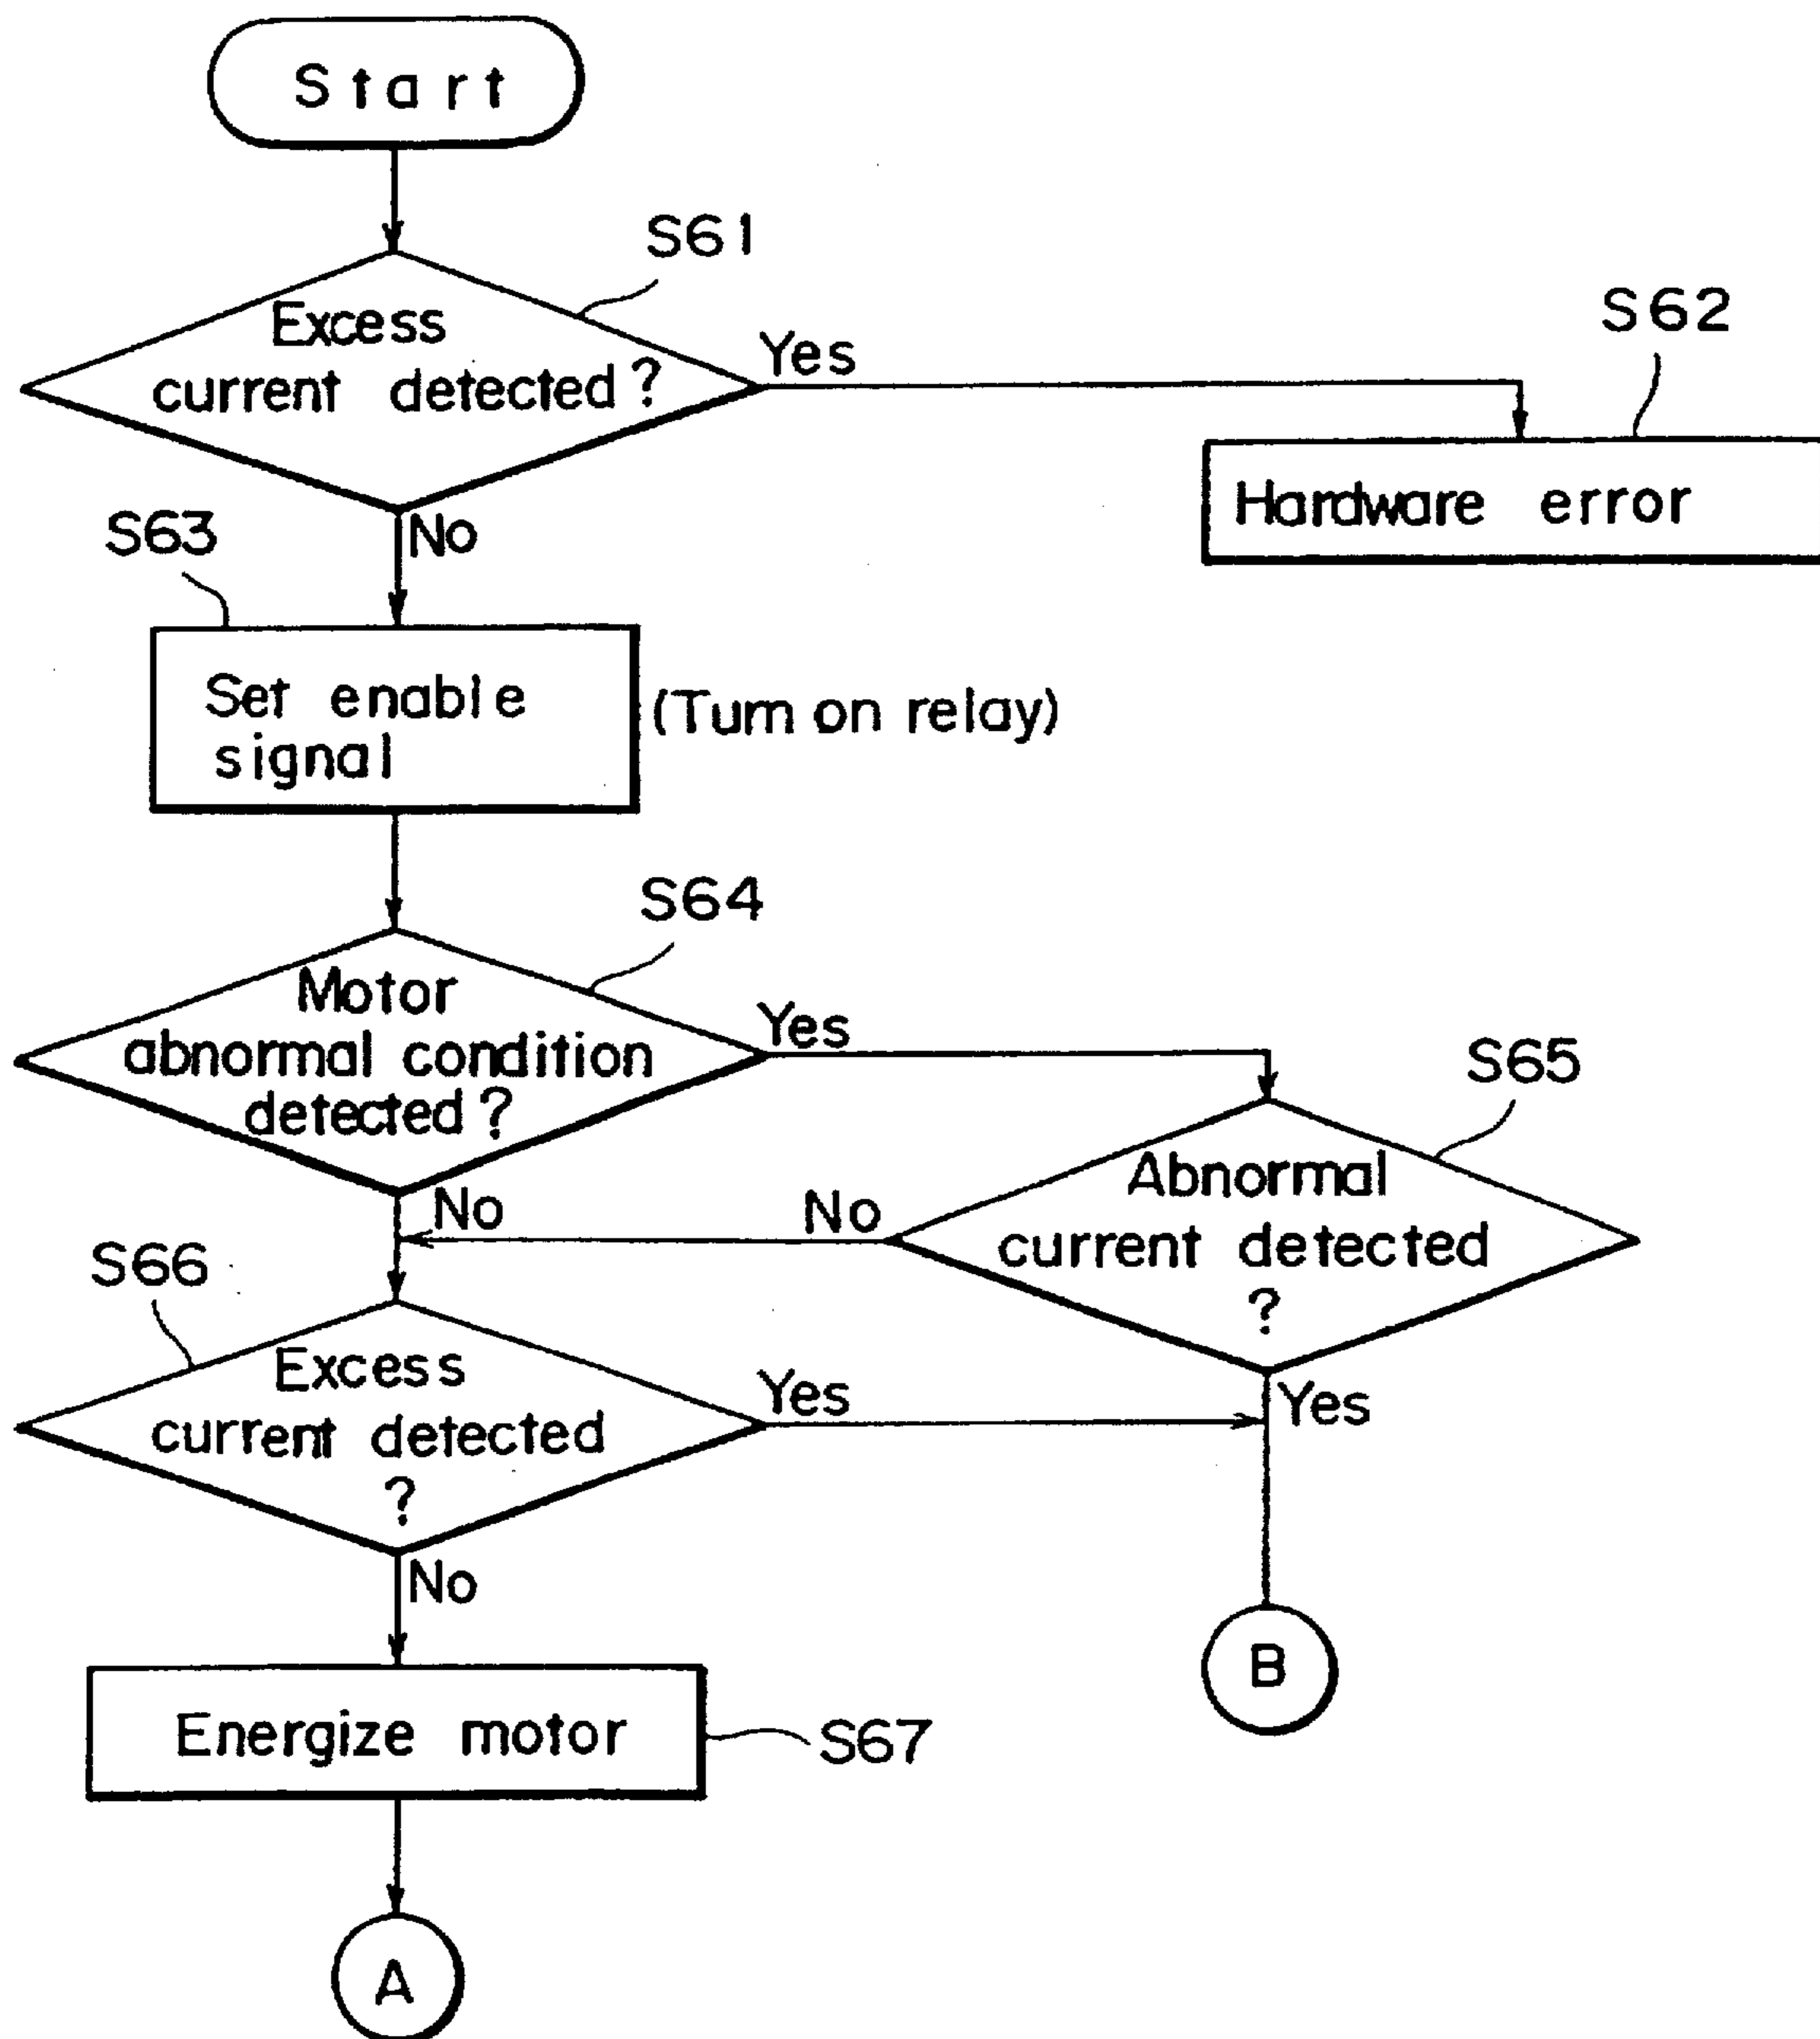 Start
S61
Excess
current detected?
Yes
S62
Hardware error
No
S63
Set enable
signal
(Turn on relay)
S64
Motor
abnormal condition
detected?
Yes
S65
Abnormal
current detected
?
No
No
S66
Excess
current detected
?
Yes
Yes
No
B
Energize motor
S67
A